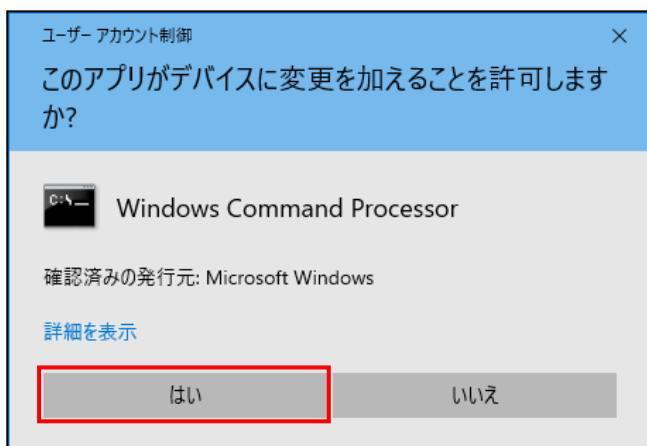 ユーザー アカウント制御
このアプリがデバイスに変更を加えることを許可します
か?
C:\_
Windows Command Processor
確認済みの発行元: Microsoft Windows
詳細を表示
はい
いいえ